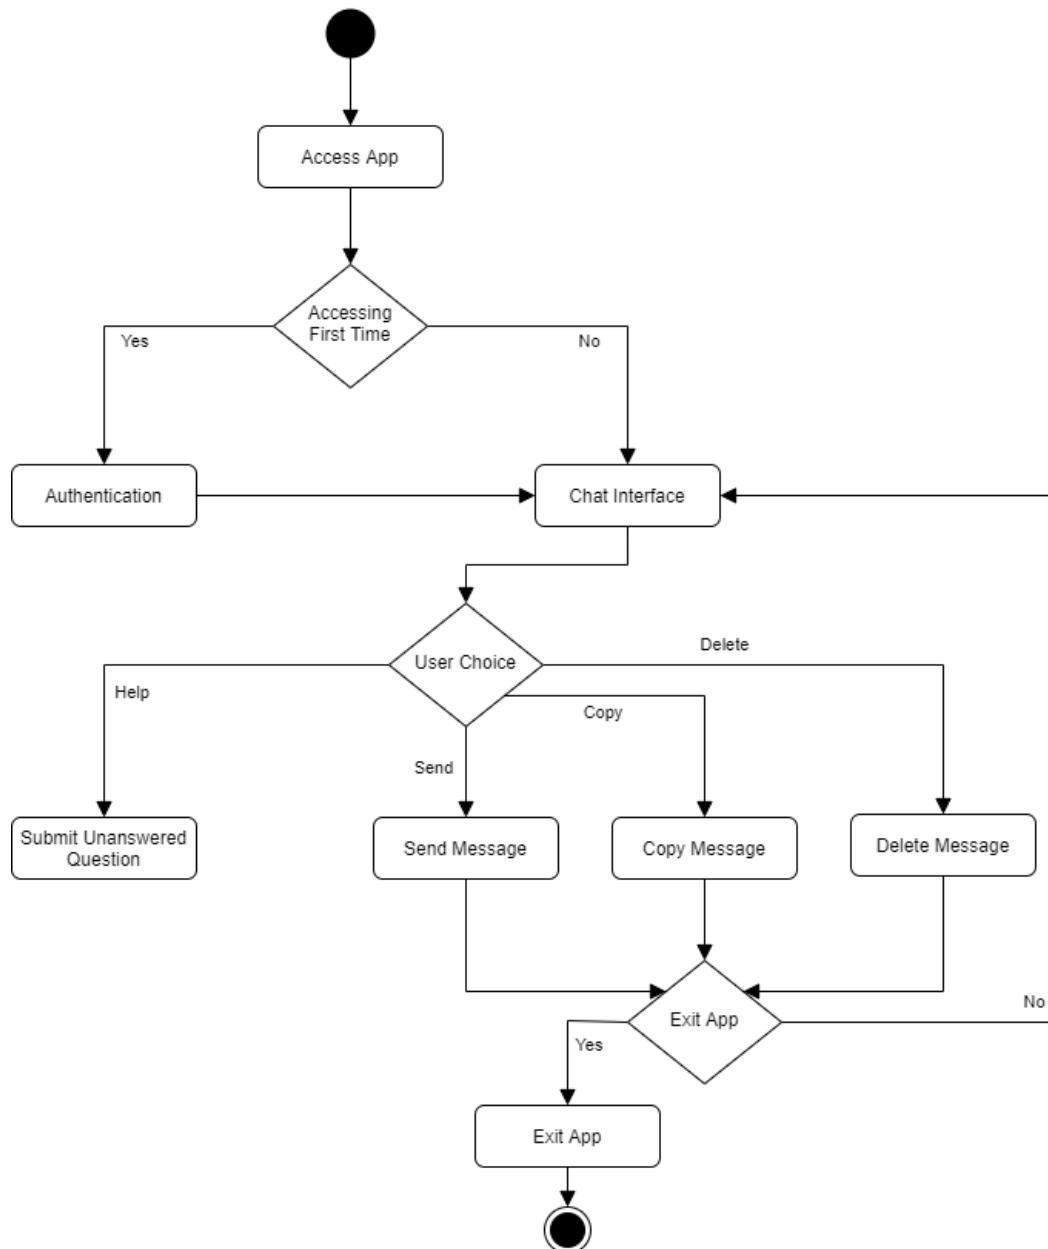 Access App
Accessing
First Time
Yes
No
Authentication
Chat Interface
User Choice
Delete
Help
Copy
Send
Submit Unanswered
Question
Send Message
Copy Message
Delete Message
Exit App
No
Yes
Exit App